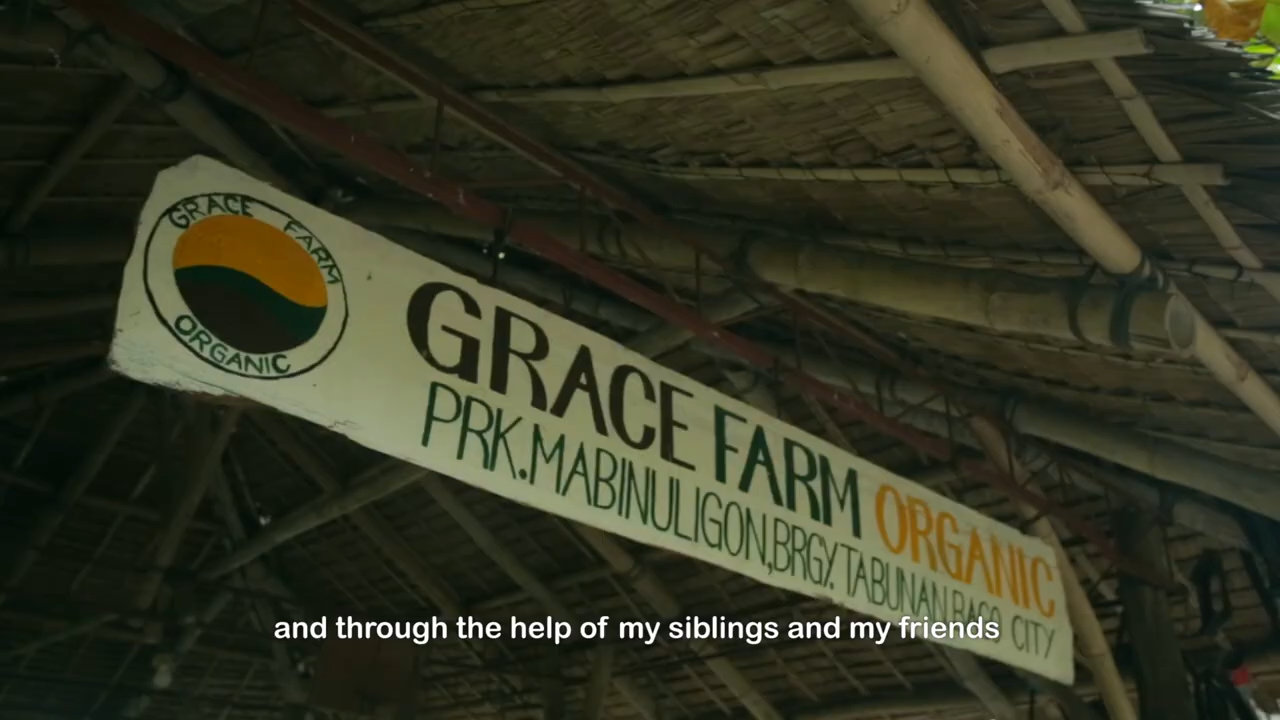 GRACE FARM
ORGANIC
GRACE FARM ORGANIC
PRK.MABINULIGON,BRGY. TABUNAN BAGO CITY
and through the help of my siblings and my friends